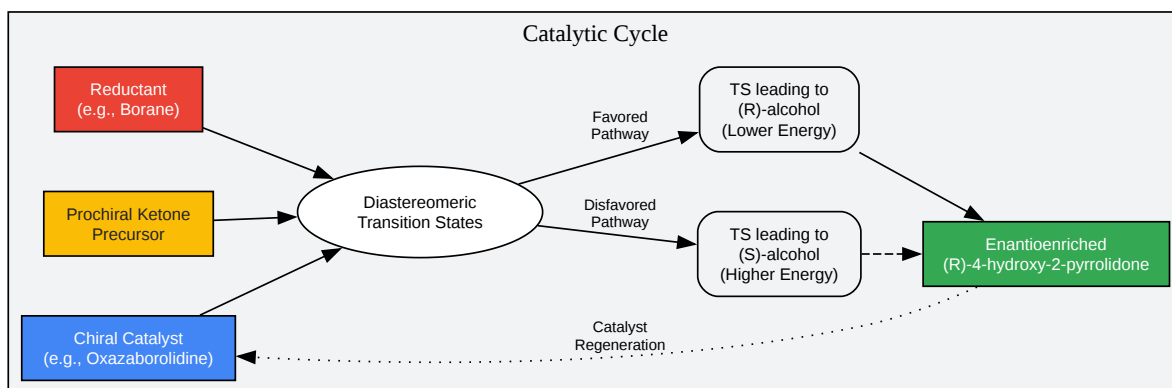 Catalytic Cycle
Reductant
(e.g., Borane)
Prochiral Ketone
Precursor
Chiral Catalyst
(e.g., Oxazaborolidine)
Diastereomeric
Transition States
Favored
Pathway
Disfavored
Pathway
TS leading to
(R)-alcohol
(Lower Energy)
TS leading to
(S)-alcohol
(Higher Energy)
Enantioenriched
(R)-4-hydroxy-2-pyrrolidone
Catalyst
Regeneration